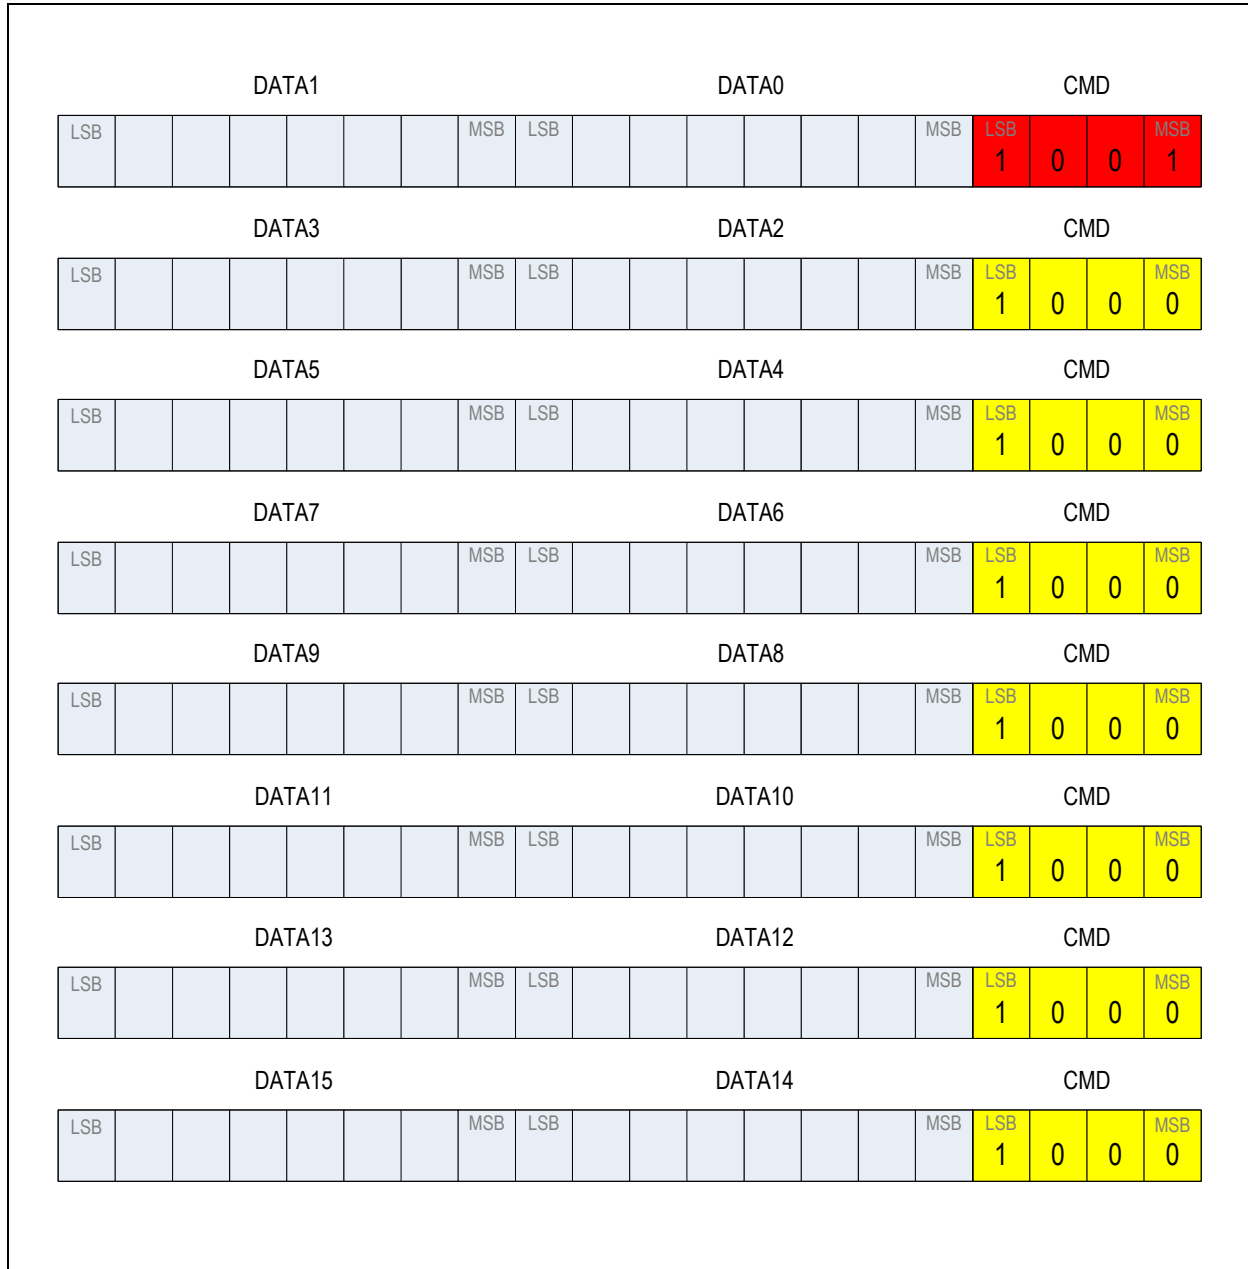 DATA1 DATA0 CMD
LSB MSB LSB MSB LSB MSB
1 0 0 1
DATA3 DATA2 CMD
LSB MSB LSB MSB LSB MSB
1 0 0 0
DATA5 DATA4 CMD
LSB MSB LSB MSB LSB MSB
1 0 0 0
DATA7 DATA6 CMD
LSB MSB LSB MSB LSB MSB
1 0 0 0
DATA9 DATA8 CMD
LSB MSB LSB MSB LSB MSB
1 0 0 0
DATA11 DATA10 CMD
LSB MSB LSB MSB LSB MSB
1 0 0 0
DATA13 DATA12 CMD
LSB MSB LSB MSB LSB MSB
1 0 0 0
DATA15 DATA14 CMD
LSB MSB LSB MSB LSB MSB
1 0 0 0